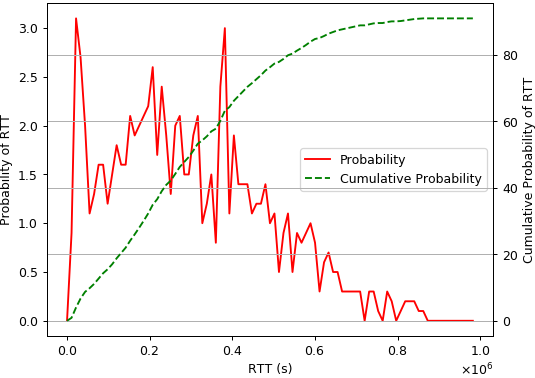 3.0
2.5
2.0
1.5
1.0
0.5
0.0
Probability of RTT
80
60
40
20
0
Cumulative Probability of RTT
Probability
Cumulative Probability
0.0 0.2 0.4 0.6 0.8 1.0
RTT (s)
×10⁶